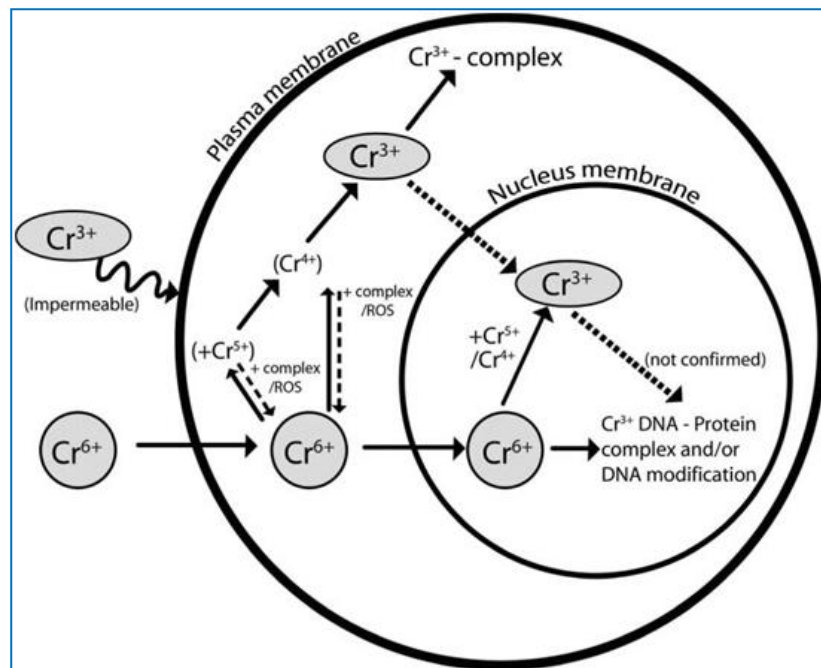 Plasma membrane
Cr³⁺ - complex
Cr³⁺
Nucleus membrane
Cr³⁺
(Impermeable)
(Cr⁴⁺)
+ complex
/ROS
Cr³⁺
(+Cr⁵⁺)
+ complex
/ROS
+Cr⁵⁺
/Cr⁴⁺
(not confirmed)
Cr⁶⁺
Cr⁶⁺
Cr⁶⁺
Cr³⁺ DNA - Protein
complex and/or
DNA modification